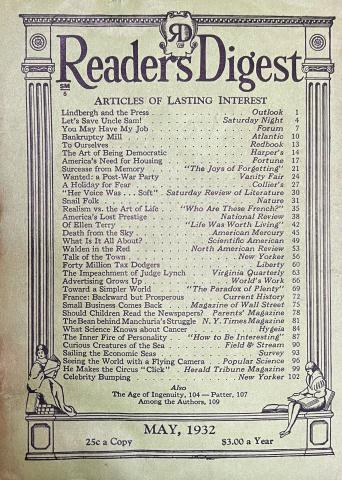 RD
Reader's Digest
SM
6
ARTICLES OF LASTING INTEREST
Lindbergh and the Press . . . Outlook 1
Let's Save Uncle Sam! . . . Saturday Night 4
You May Have My Job . . . Forum 7
Bankruptcy Mill . . . Atlantic 10
To Ourselves . . . Redbook 13
The Art of Being Democratic . . . Harper's 14
America's Need for Housing . . . Fortune 17
Surcease from Memory . . . "The Joys of Forgetting" 21
Wanted: a Post-War Party . . . Vanity Fair 24
A Holiday for Fear . . . Collier's 27
"Her Voice Was . . . Soft" . Saturday Review of Literature 30
Snail Folk . . . Nature 31
Realism vs. the Art of Life . "Who Are These French?" 35
America's Lost Prestige . . . National Review 38
Of Ellen Terry . . . "Life Was Worth Living" 42
Death from the Sky . . . American Mercury 45
What Is It All About? . . . Scientific American 49
Walden in the Red . . . North American Review 53
Talk of the Town . . . New Yorker 56
Forty Million Tax Dodgers . . . Liberty 60
The Impeachment of Judge Lynch . Virginia Quarterly 63
Advertising Grows Up . . . World's Work 66
Toward a Simpler World . . . "The Paradox of Plenty" 69
France: Backward but Prosperous . Current History 72
Small Business Comes Back . Magazine of Wall Street 75
Should Children Read the Newspapers? Parents' Magazine 78
The Bean behind Manchuria's Struggle N. Y. Times Magazine 81
What Science Knows about Cancer . . . Hygeia 84
The Inner Fire of Personality . "How to Be Interesting" 87
Curious Creatures of the Sea . . . Field & Stream 90
Sailing the Economic Seas . . . Survey 93
Seeing the World with a Flying Camera . Popular Science 96
He Makes the Circus "Click" . Herald Tribune Magazine 99
Celebrity Bumping . . . New Yorker 102
Also
The Age of Ingenuity, 104 — Patter, 107
Among the Authors, 109
MAY, 1932
25c a Copy $3.00 a Year